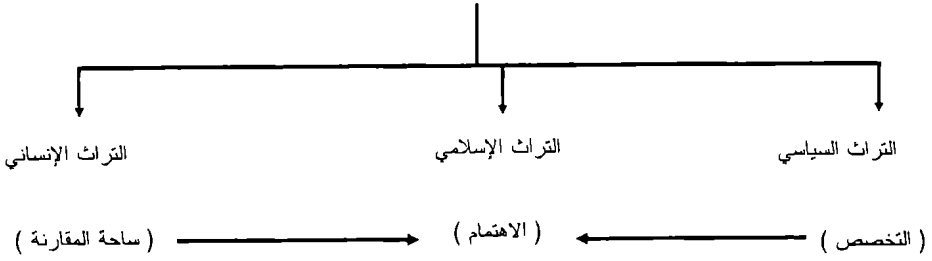 التراث السياسي التراث الإسلامي التراث الإنساني
( التخصص ) ( الاهتمام ) ( ساحة المقارنة )